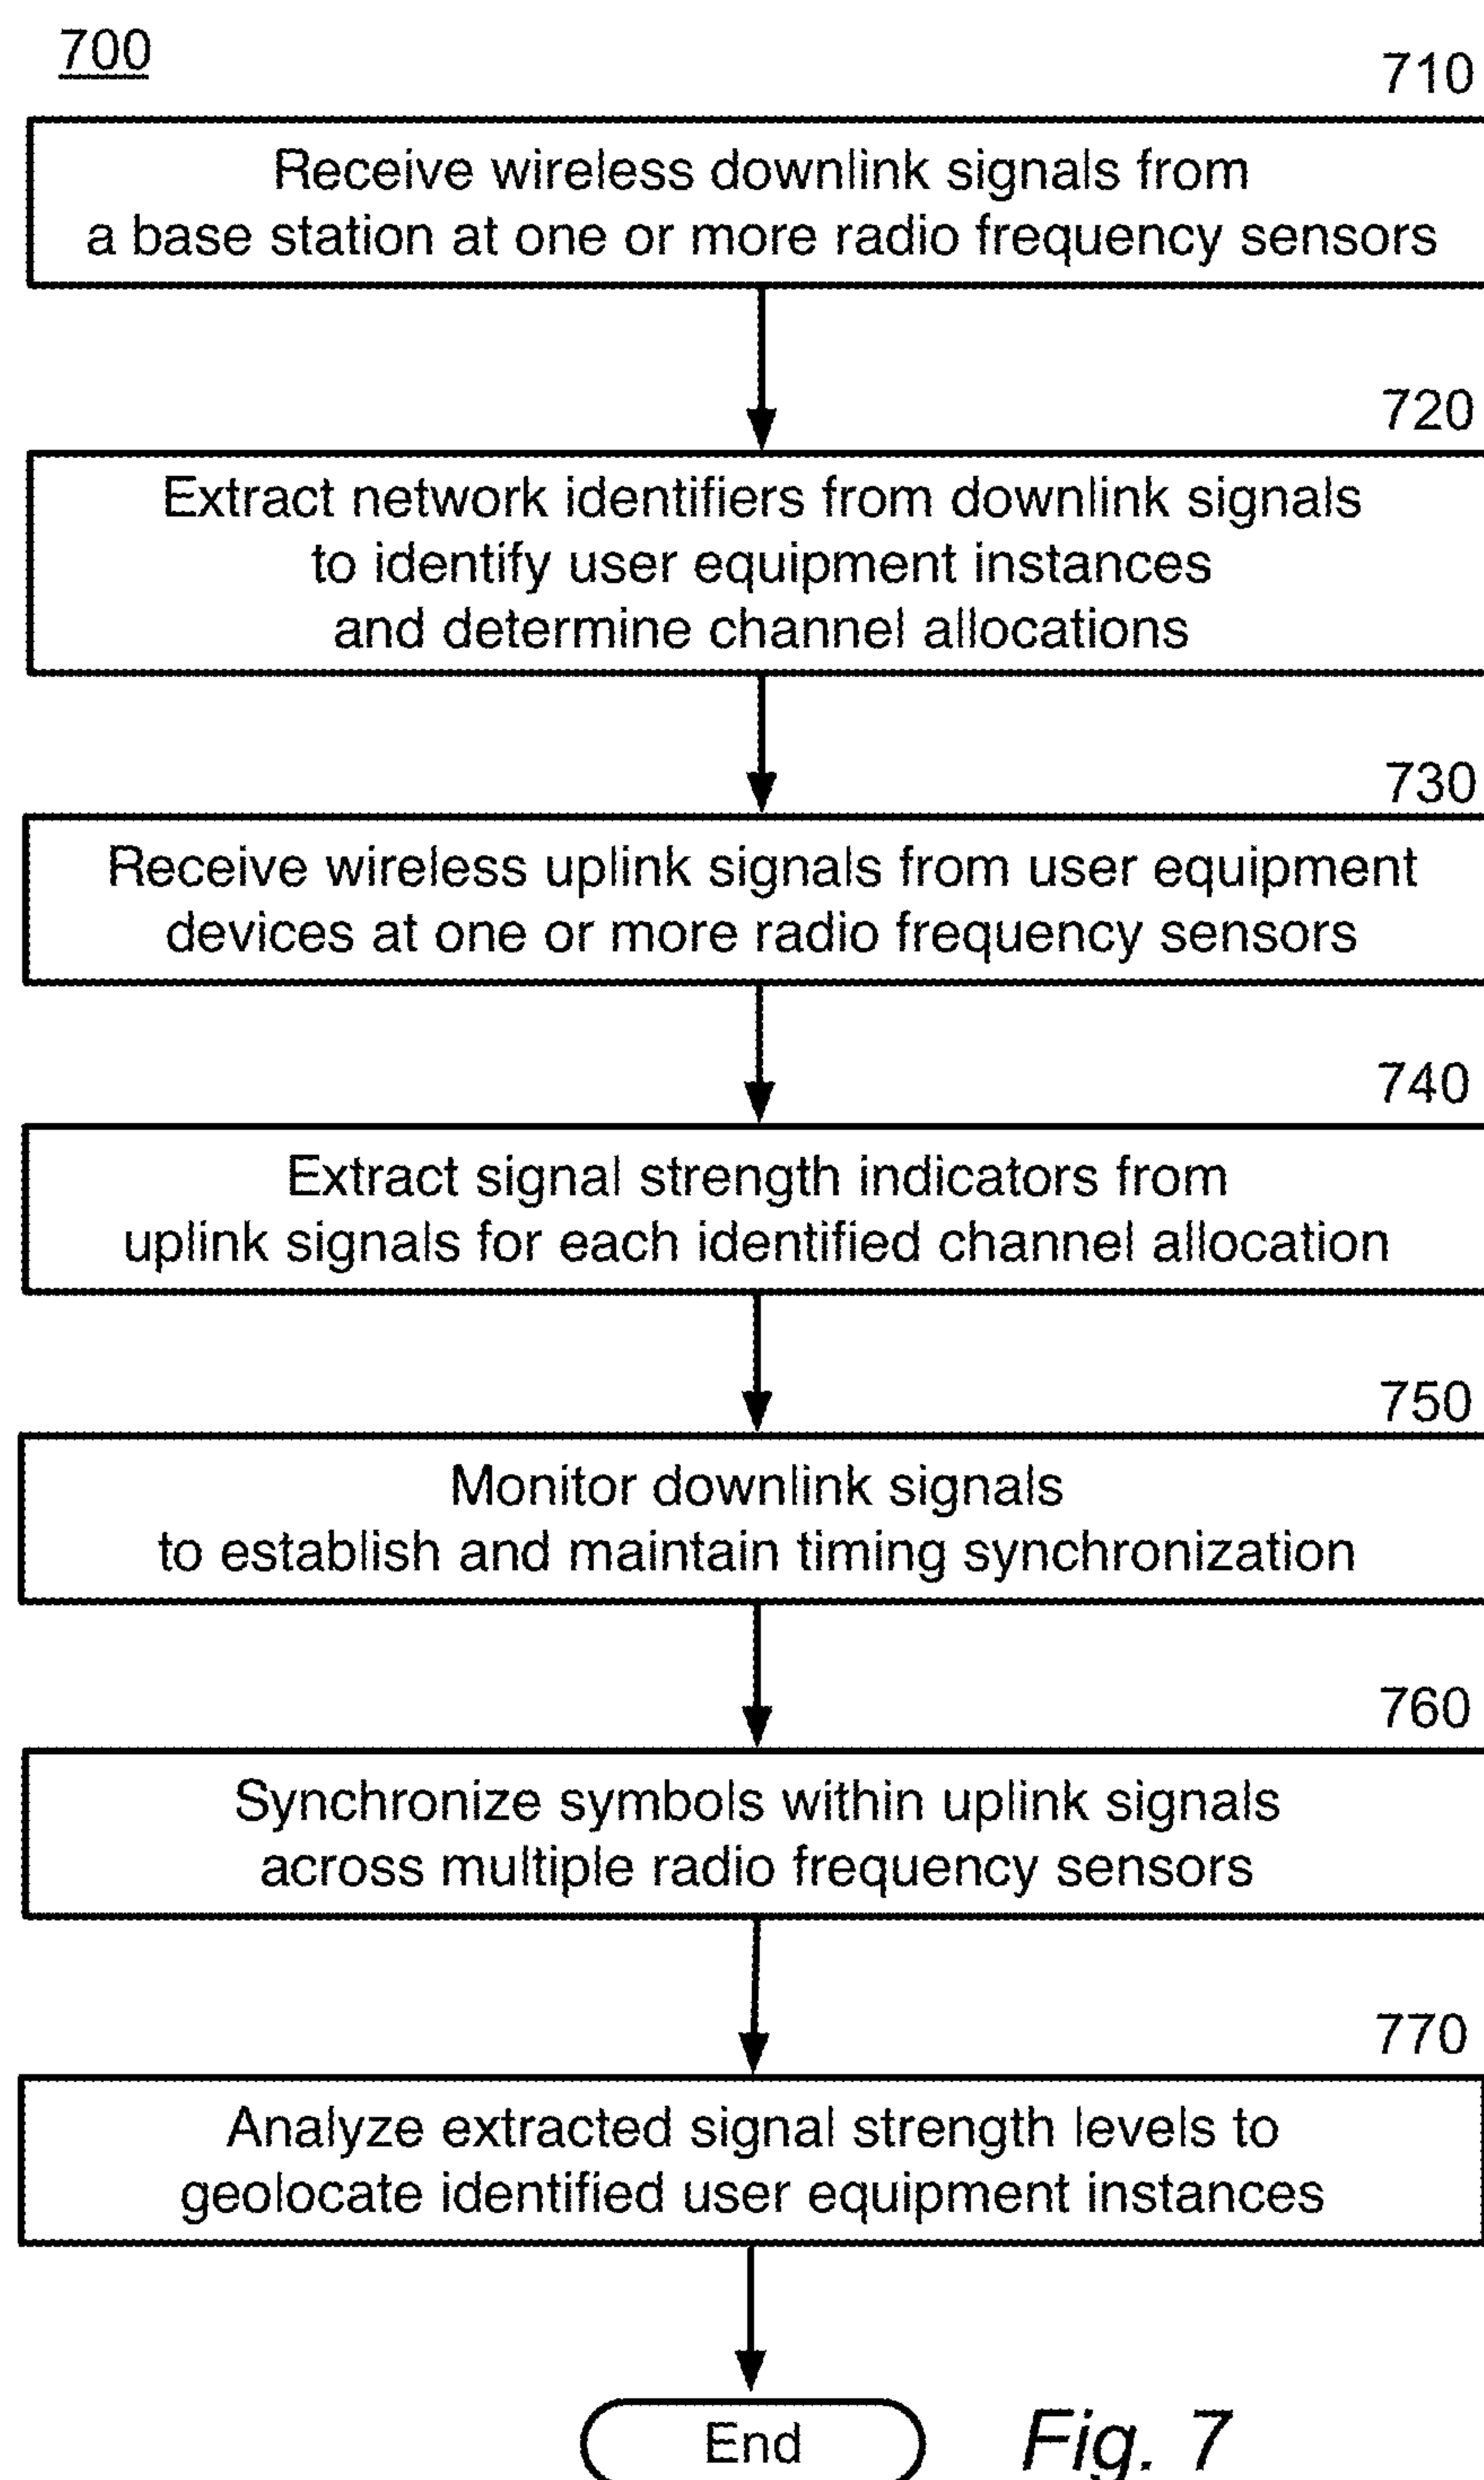 700
710
Receive wireless downlink signals from
a base station at one or more radio frequency sensors
720
Extract network identifiers from downlink signals
to identify user equipment instances
and determine channel allocations
730
Receive wireless uplink signals from user equipment
devices at one or more radio frequency sensors
740
Extract signal strength indicators from
uplink signals for each identified channel allocation
750
Monitor downlink signals
to establish and maintain timing synchronization
760
Synchronize symbols within uplink signals
across multiple radio frequency sensors
770
Analyze extracted signal strength levels to
geolocate identified user equipment instances
End
Fig. 7